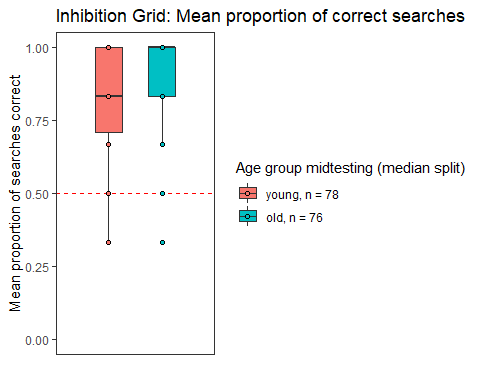 Inhibition Grid: Mean proportion of correct searches
Mean proportion of searches correct
1.00
0.75
0.50
0.25
0.00
Age group midtesting (median split)
young, n = 78
old, n = 76